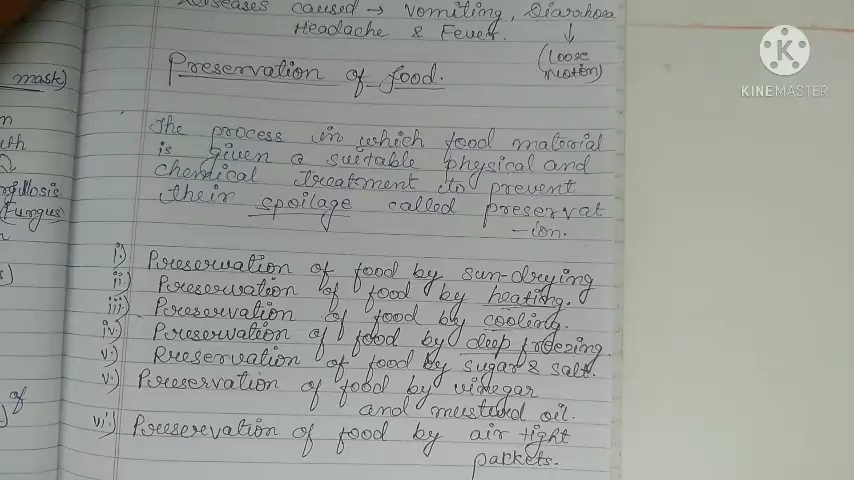 Diseases caused → Vomiting, Diarrhoea
Headache & Fever. ↓
(Loose motion)
Preservation of food.
The process in which food material
is given a suitable physical and
chemical treatment to prevent
their spoilage called preservat
-ion.
i.) Preservation of food by sun-drying
ii.) Preservation of food by heating.
iii.) Preservation of food by cooling.
iv.) Preservation of food by deep freezing.
v.) Preservation of food by sugar & salt.
v.) Preservation of food by vinegar
and mustard oil.
vi.) Preservation of food by air tight
packets.
mask)
Fungus
of
K
KINEMASTER